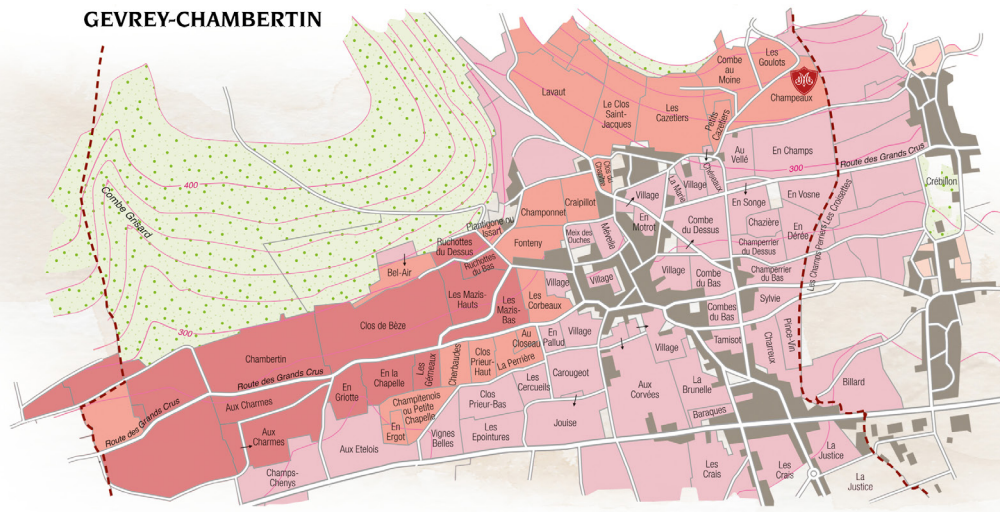 GEVREY-CHAMBERTIN
Combe Grisard
400
300
Lavaut
Le Clos
Saint-
Jacques
Les
Cazetiers
Combe
au
Moine
Les
Goulots
Champeaux
Petits
Cazetiers
Clos du
Chapitre
Village
La Marie
Village
Cherbaudes
Au
Vellé
En Champs
300
Route des Grands Crus
Crébillon
En Songe
En Vosne
Les Croisettes
Les Champs Perriers
Champonnet
Craipillot
En
Motrot
Combe
du Dessus
Chazière
En
Dérée
Champerrier
du Dessus
Plantigone ou
Issart
Ruchottes
du Dessus
Ruchottes
du Bas
Fonteny
Meix des
Ouches
Mévelle
Bel-Air
Les Mazis-
Hauts
Les
Mazis-
Bas
Les
Corbeaux
Village
Village
Village
Combe
du Bas
Champerrier
du Bas
Sylvie
Combes
du Bas
Clos de Bèze
Chambertin
Route des Grands Crus
Route des Grands Crus
Aux Charmes
Aux
Charmes
Champs-
Chenys
En
Griotte
En la
Chapelle
Les
Gémeaux
Clos
Prieur-
Haut
Au
Closeau
La Perrière
En
Pallud
Village
Village
Tamisot
Charreux
Pince-Vin
Billard
Champitenois
ou Petite
Chapelle
En
Ergot
Aux Etelois
Vignes
Belles
Clos
Prieur-Bas
Les
Epointures
Les
Cercueils
Carougeot
Jouise
Aux
Corvées
La
Brunelle
Baraques
Les
Crais
Les
Crais
La
Justice
La
Justice